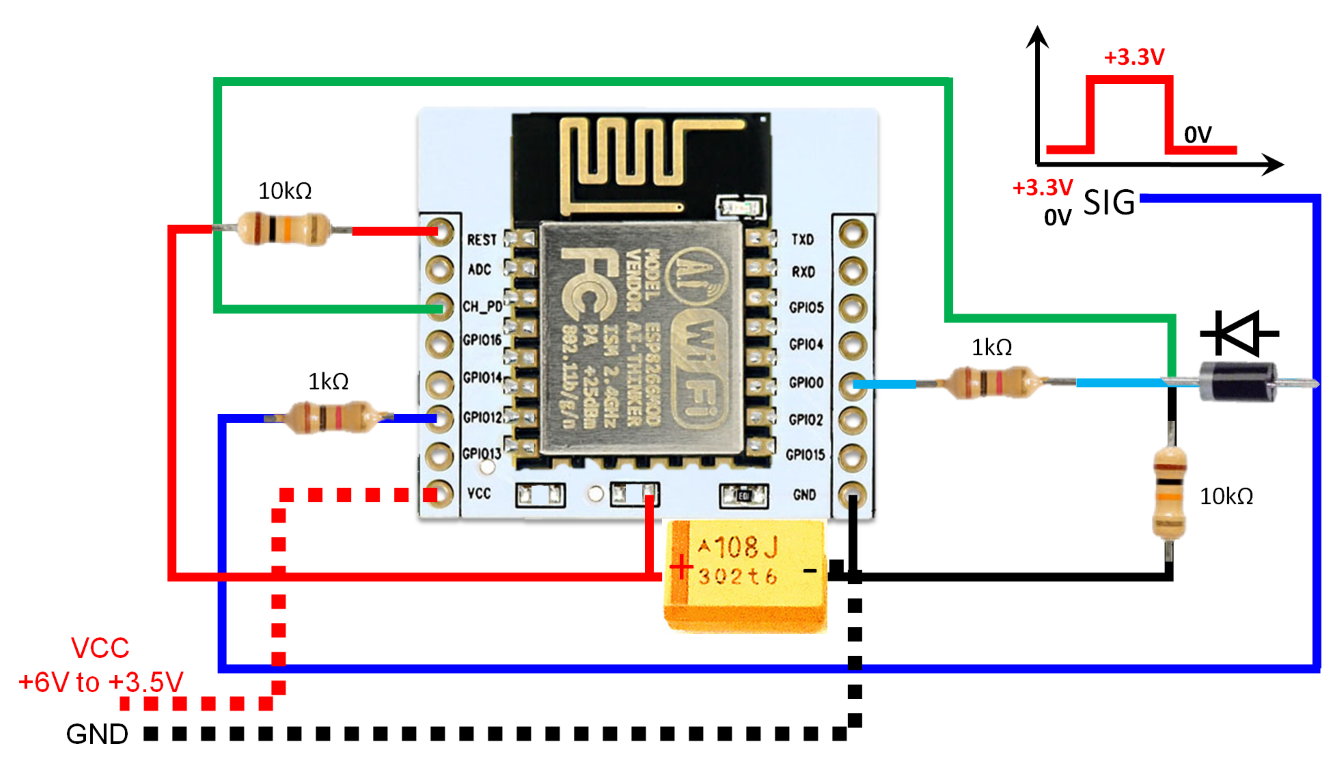 +3.3V
0V
+3.3V
0V
SIG
10kΩ
REST
ADC
CH_PD
GPIO16
GPIO14
GPIO12
GPIO13
VCC
TXD
RXD
GPIO5
GPIO4
GPIO0
GPIO2
GPIO15
GND
MODEL ESP8266MOD
VENDOR AI-THINKER
ISM 2.4GHz
PA +25dBm
802.11b/g/n
FC
Ai
WiFi
1kΩ
1kΩ
10kΩ
+
108J
302t6
-
VCC
+6V to +3.5V
GND